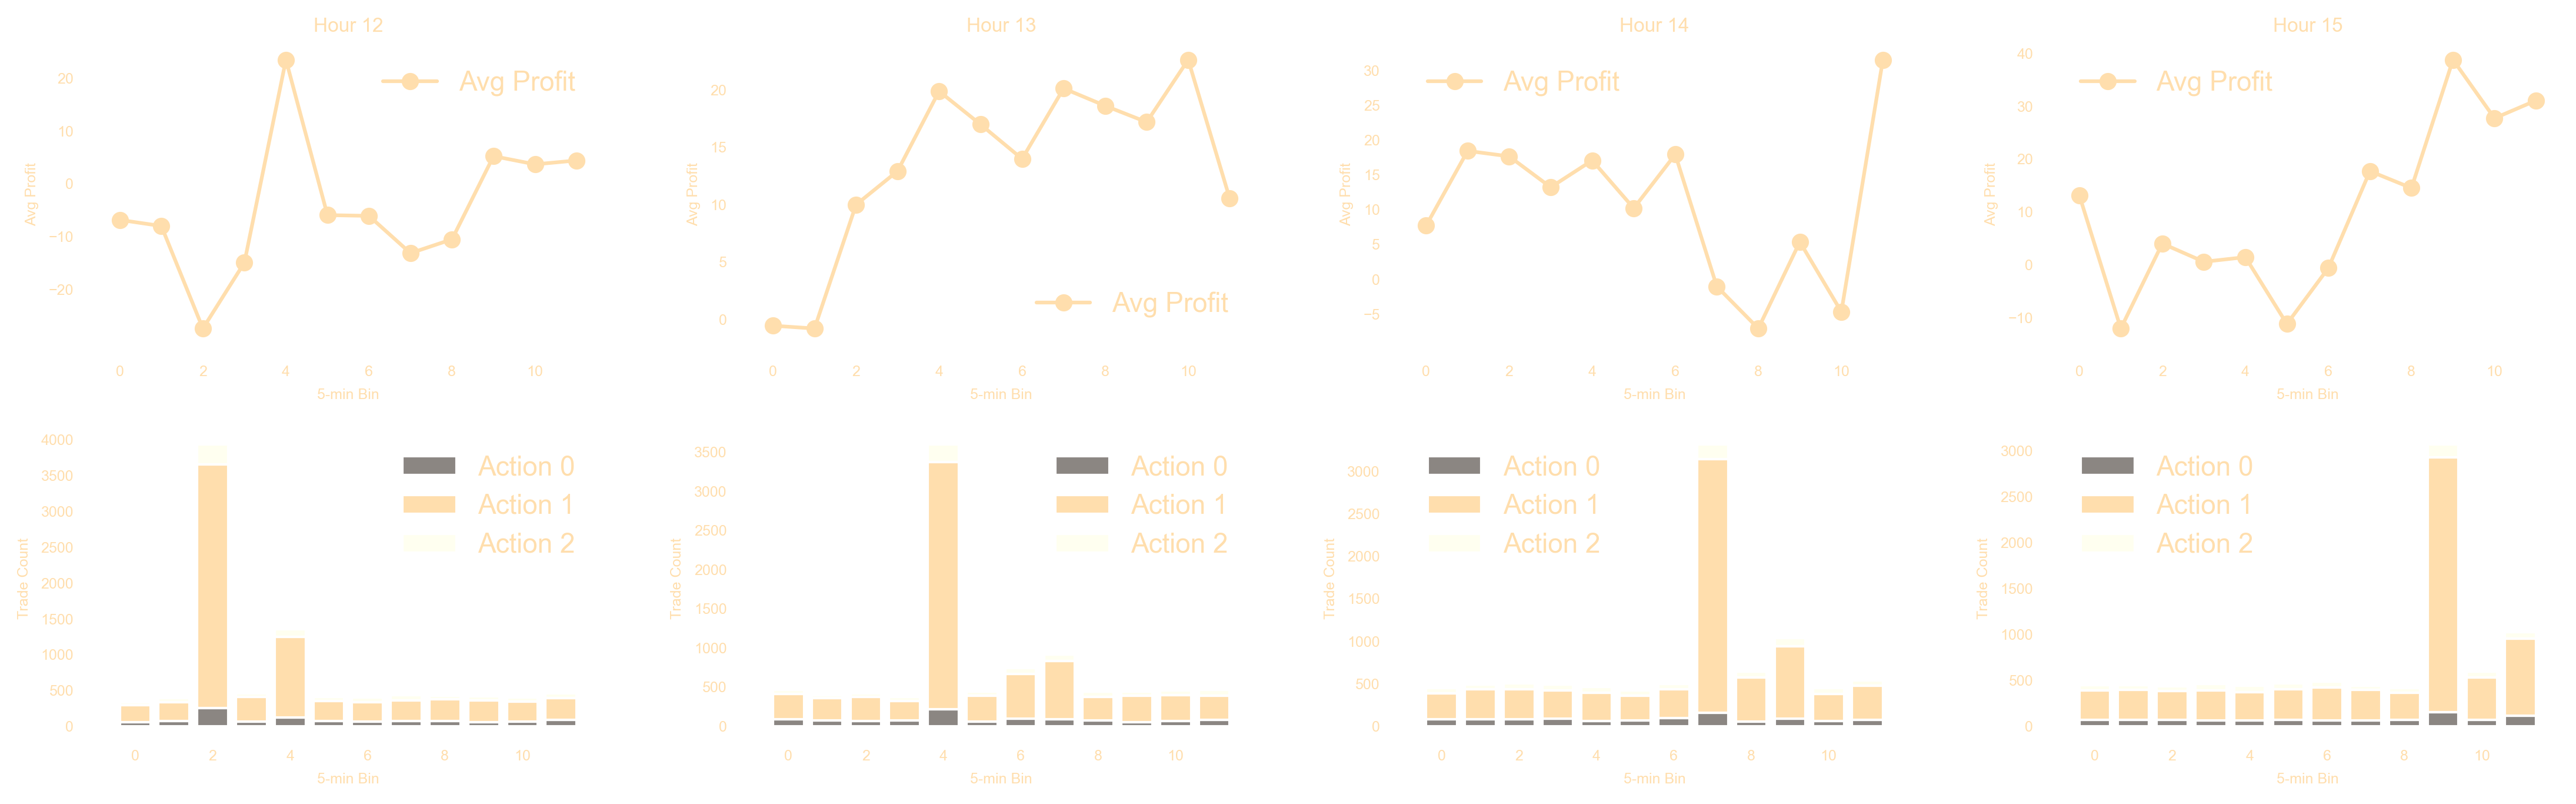 Hour 12
20
10
0
−10
−20
Avg Profit
Avg Profit
0 2 4 6 8 10
5-min Bin
Hour 13
20
15
10
5
0
Avg Profit
Avg Profit
0 2 4 6 8 10
5-min Bin
Hour 14
30
25
20
15
10
5
0
−5
Avg Profit
Avg Profit
0 2 4 6 8 10
5-min Bin
Hour 15
40
30
20
10
0
−10
Avg Profit
Avg Profit
0 2 4 6 8 10
5-min Bin
4000
3500
3000
2500
2000
1500
1000
500
0
Trade Count
Action 0
Action 1
Action 2
0 2 4 6 8 10
5-min Bin
3500
3000
2500
2000
1500
1000
500
0
Trade Count
Action 0
Action 1
Action 2
0 2 4 6 8 10
5-min Bin
3000
2500
2000
1500
1000
500
0
Trade Count
Action 0
Action 1
Action 2
0 2 4 6 8 10
5-min Bin
3000
2500
2000
1500
1000
500
0
Trade Count
Action 0
Action 1
Action 2
0 2 4 6 8 10
5-min Bin